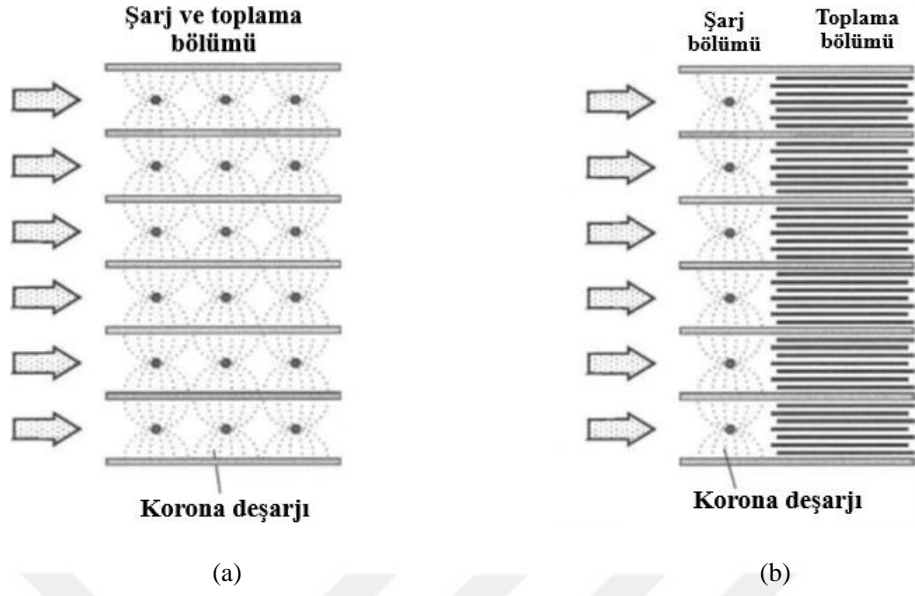 Şarj ve toplama
bölümü
Korona deşarjı
(a)
Şarj
bölümü
Toplama
bölümü
Korona deşarjı
(b)